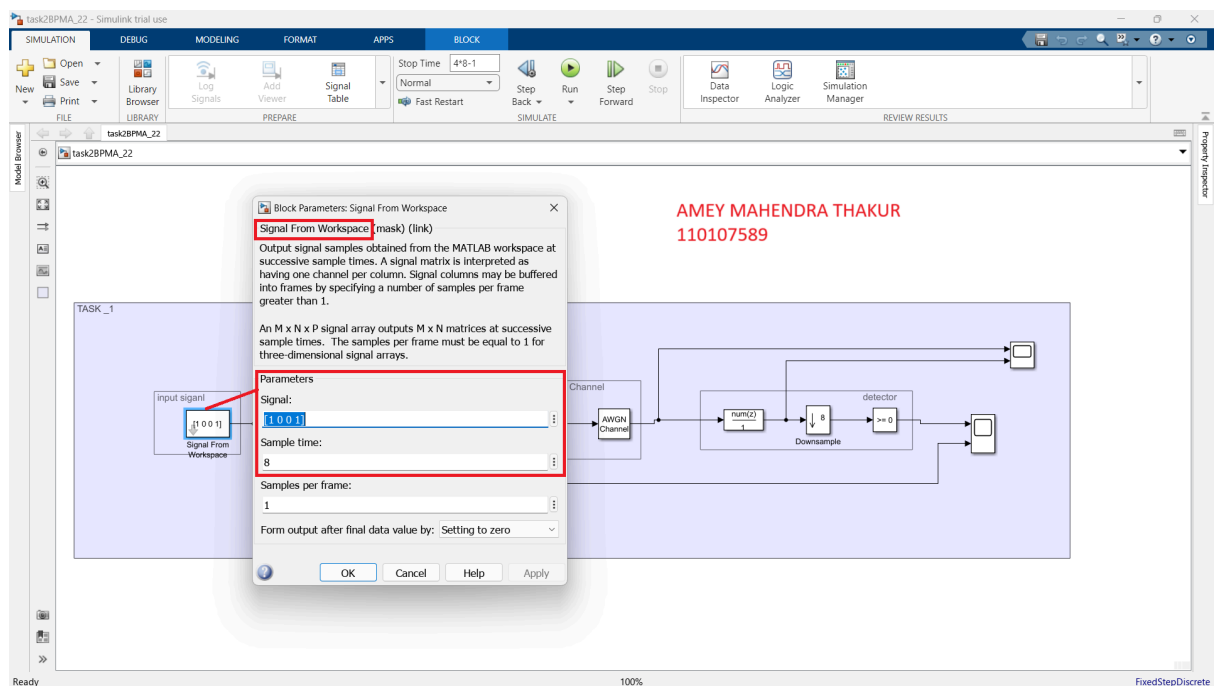 task2BPMA_22 - Simulink trial use
SIMULATION DEBUG MODELING FORMAT APPS BLOCK
New
Open
Save
Print
FILE
Library Browser
LIBRARY
Log Signals
Add Viewer
Signal Table
PREPARE
Stop Time 4*8-1
Normal
Fast Restart
Step Back
Run
Step Forward
Stop
SIMULATE
Data Inspector
Logic Analyzer
Simulation Manager
REVIEW RESULTS
Model Browser
task2BPMA_22
task2BPMA_22
Property Inspector
AMEY MAHENDRA THAKUR
110107589
TASK _1
input siganl
[1 0 0 1]
Signal From
Workspace
Block Parameters: Signal From Workspace
Signal From Workspace (mask) (link)
Output signal samples obtained from the MATLAB workspace at
successive sample times. A signal matrix is interpreted as
having one channel per column. Signal columns may be buffered
into frames by specifying a number of samples per frame
greater than 1.
An M x N x P signal array outputs M x N matrices at successive
sample times. The samples per frame must be equal to 1 for
three-dimensional signal arrays.
Parameters
Signal:
[1 0 0 1]
Sample time:
8
Samples per frame:
1
Form output after final data value by: Setting to zero
OK Cancel Help Apply
Channel
AWGN
Channel
detector
num(z)
1
8
Downsample
>= 0
Ready
100%
FixedStepDiscrete